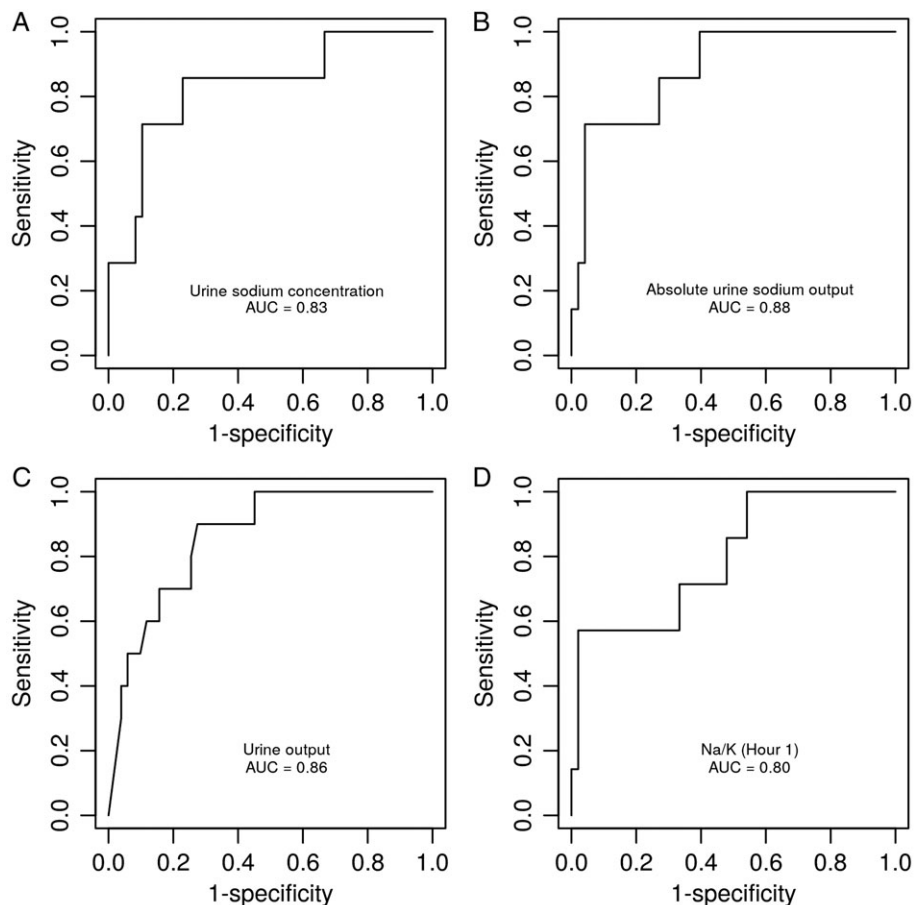 A
Sensitivity
0.0 0.2 0.4 0.6 0.8 1.0
Urine sodium concentration
AUC = 0.83
0.0 0.2 0.4 0.6 0.8 1.0
1-specificity
B
Sensitivity
0.0 0.2 0.4 0.6 0.8 1.0
Absolute urine sodium output
AUC = 0.88
0.0 0.2 0.4 0.6 0.8 1.0
1-specificity
C
Sensitivity
0.0 0.2 0.4 0.6 0.8 1.0
Urine output
AUC = 0.86
0.0 0.2 0.4 0.6 0.8 1.0
1-specificity
D
Sensitivity
0.0 0.2 0.4 0.6 0.8 1.0
Na/K (Hour 1)
AUC = 0.80
0.0 0.2 0.4 0.6 0.8 1.0
1-specificity